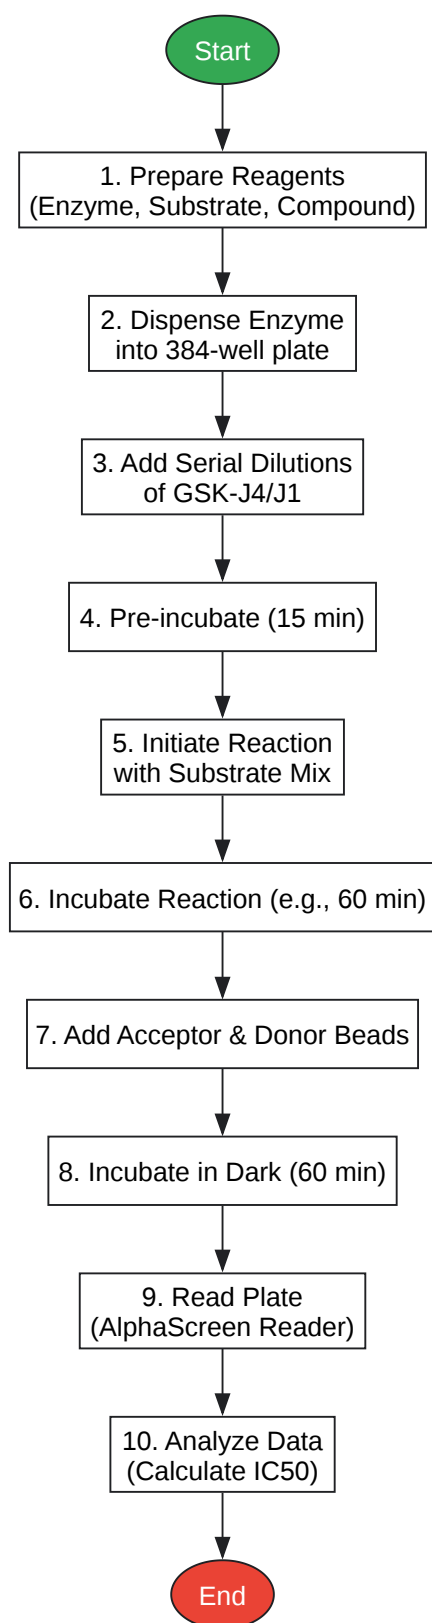 Start
1. Prepare Reagents
(Enzyme, Substrate, Compound)
2. Dispense Enzyme
into 384-well plate
3. Add Serial Dilutions
of GSK-J4/J1
4. Pre-incubate (15 min)
5. Initiate Reaction
with Substrate Mix
6. Incubate Reaction (e.g., 60 min)
7. Add Acceptor & Donor Beads
8. Incubate in Dark (60 min)
9. Read Plate
(AlphaScreen Reader)
10. Analyze Data
(Calculate IC50)
End